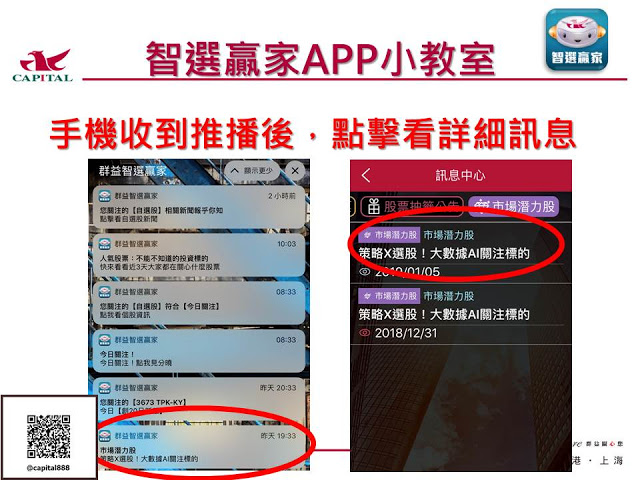 CAPITAL
智選贏家APP小教室
智選贏家
手機收到推播後，點擊看詳細訊息
群益智選贏家
顯示更少
群益智選贏家
2 小時前
您關注的【自選股】相關新聞報乎你知
點擊看自選股新聞
群益智選贏家
10:03
人氣股票：不能不知道的投資標的
快來看看近3天大家都在關心什麼股票
群益智選贏家
08:33
您關注的【自選股】符合【今日關注】
點我看個股資訊
群益智選贏家
08:33
今日關注！
今日關注！點我見分曉
群益智選贏家
昨天 20:33
您關注的【3673 TPK-KY】
今日【創20日
群益智選贏家
昨天 19:33
市場潛力股
策略X選股！大數據AI關注標的
訊息中心
股票抽籤公告
市場潛力股
市場潛力股 市場潛力股
策略X選股！大數據AI關注標的
2019/01/05
市場潛力股 市場潛力股
策略X選股！大數據AI關注標的
2018/12/31
@capital888
re 群益關心您
港・上海